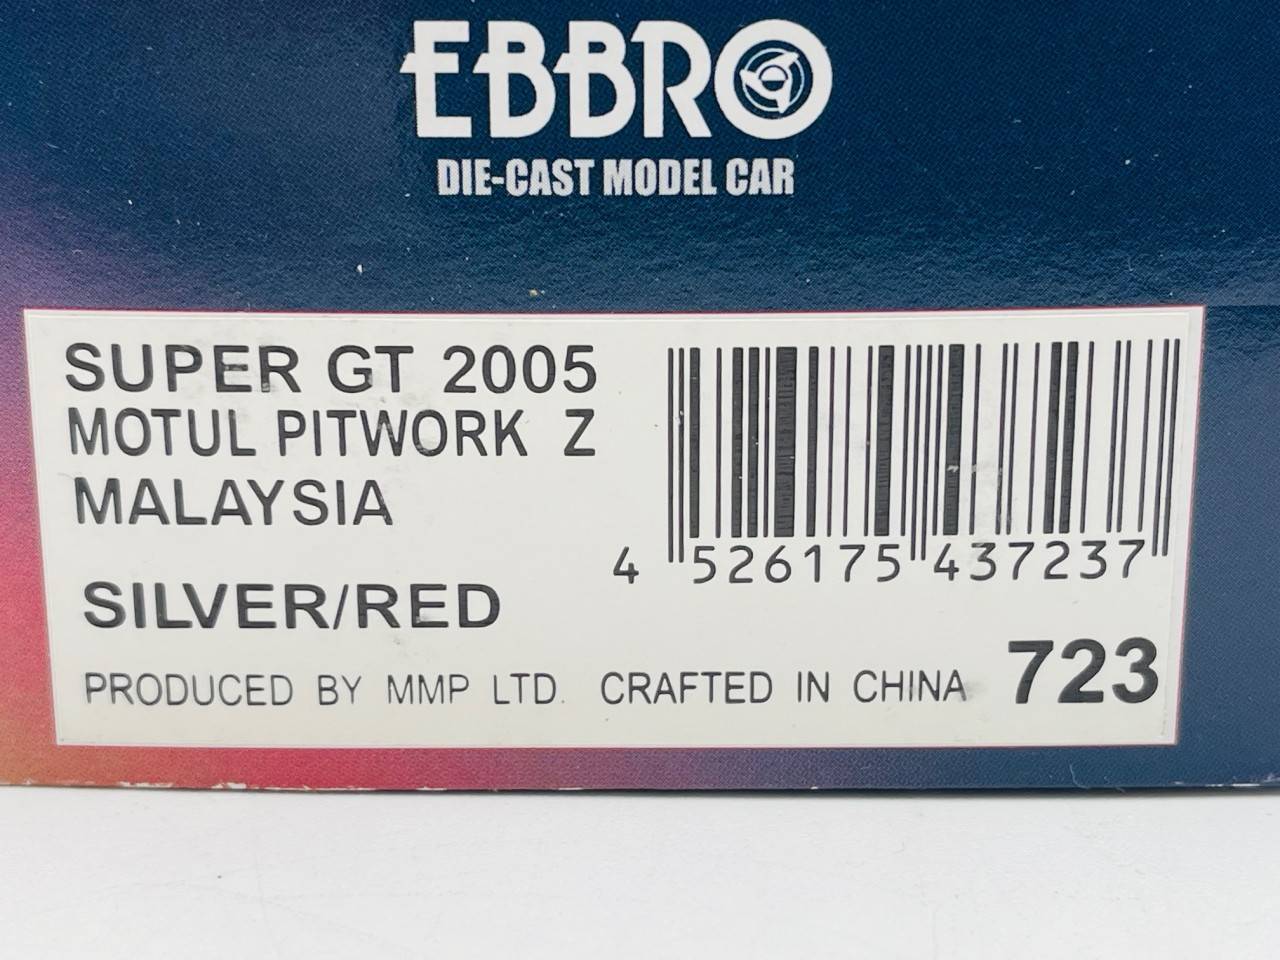 EBBRO
DIE-CAST MODEL CAR
SUPER GT 2005
MOTUL PITWORK Z
MALAYSIA
SILVER/RED
4 526175 437237
PRODUCED BY MMP LTD. CRAFTED IN CHINA 723